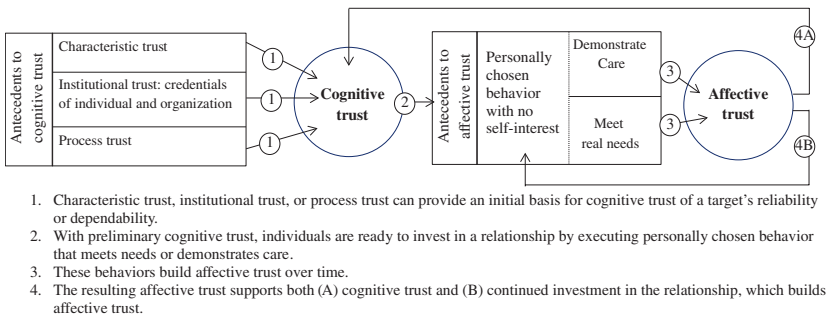 Antecedents to
cognitive trust
Characteristic trust
Institutional trust: credentials
of individual and organization
Process trust
1
1
1
Cognitive
trust
2
Antecedents to
affective trust
Personally
chosen
behavior
with no
self-interest
Demonstrate
Care
Meet
real needs
3
3
Affective
trust
4A
4B
1. Characteristic trust, institutional trust, or process trust can provide an initial basis for cognitive trust of a target's reliability
or dependability.
2. With preliminary cognitive trust, individuals are ready to invest in a relationship by executing personally chosen behavior
that meets needs or demonstrates care.
3. These behaviors build affective trust over time.
4. The resulting affective trust supports both (A) cognitive trust and (B) continued investment in the relationship, which builds
affective trust.